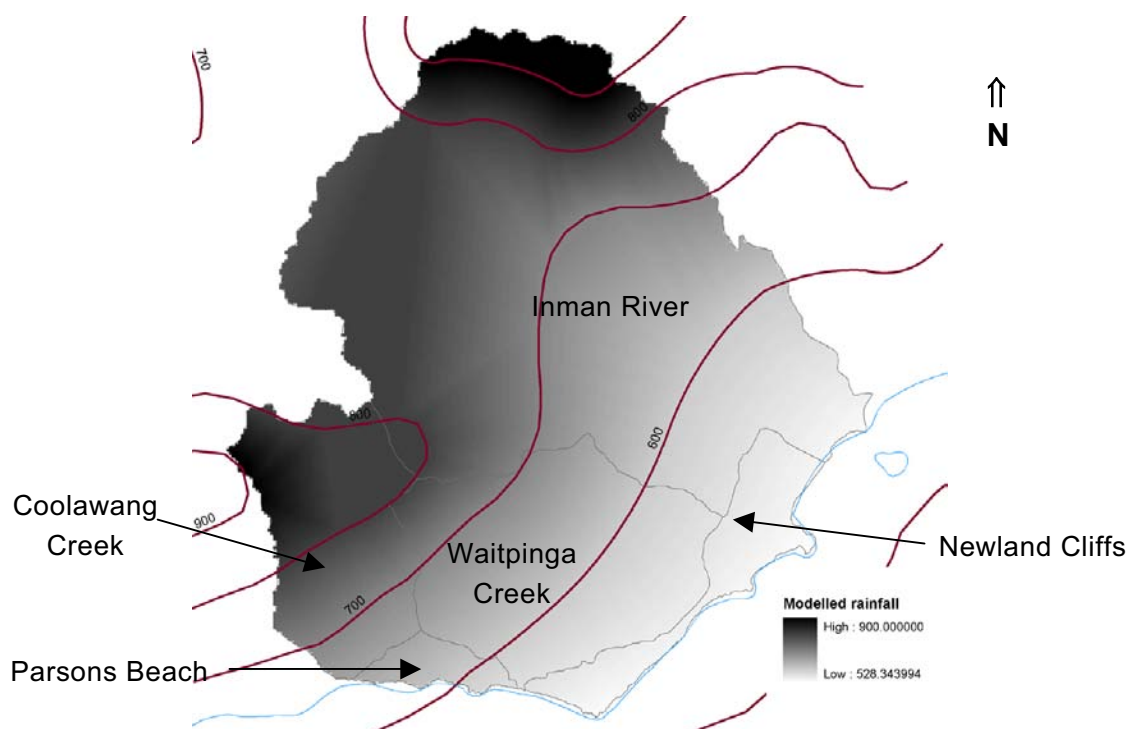 700
800
N
Inman River
800
600
900
Coolawang
Creek
Waitpinga
Creek
Newland Cliffs
700
Modelled rainfall
High : 900.000000
Low : 528.343994
Parsons Beach